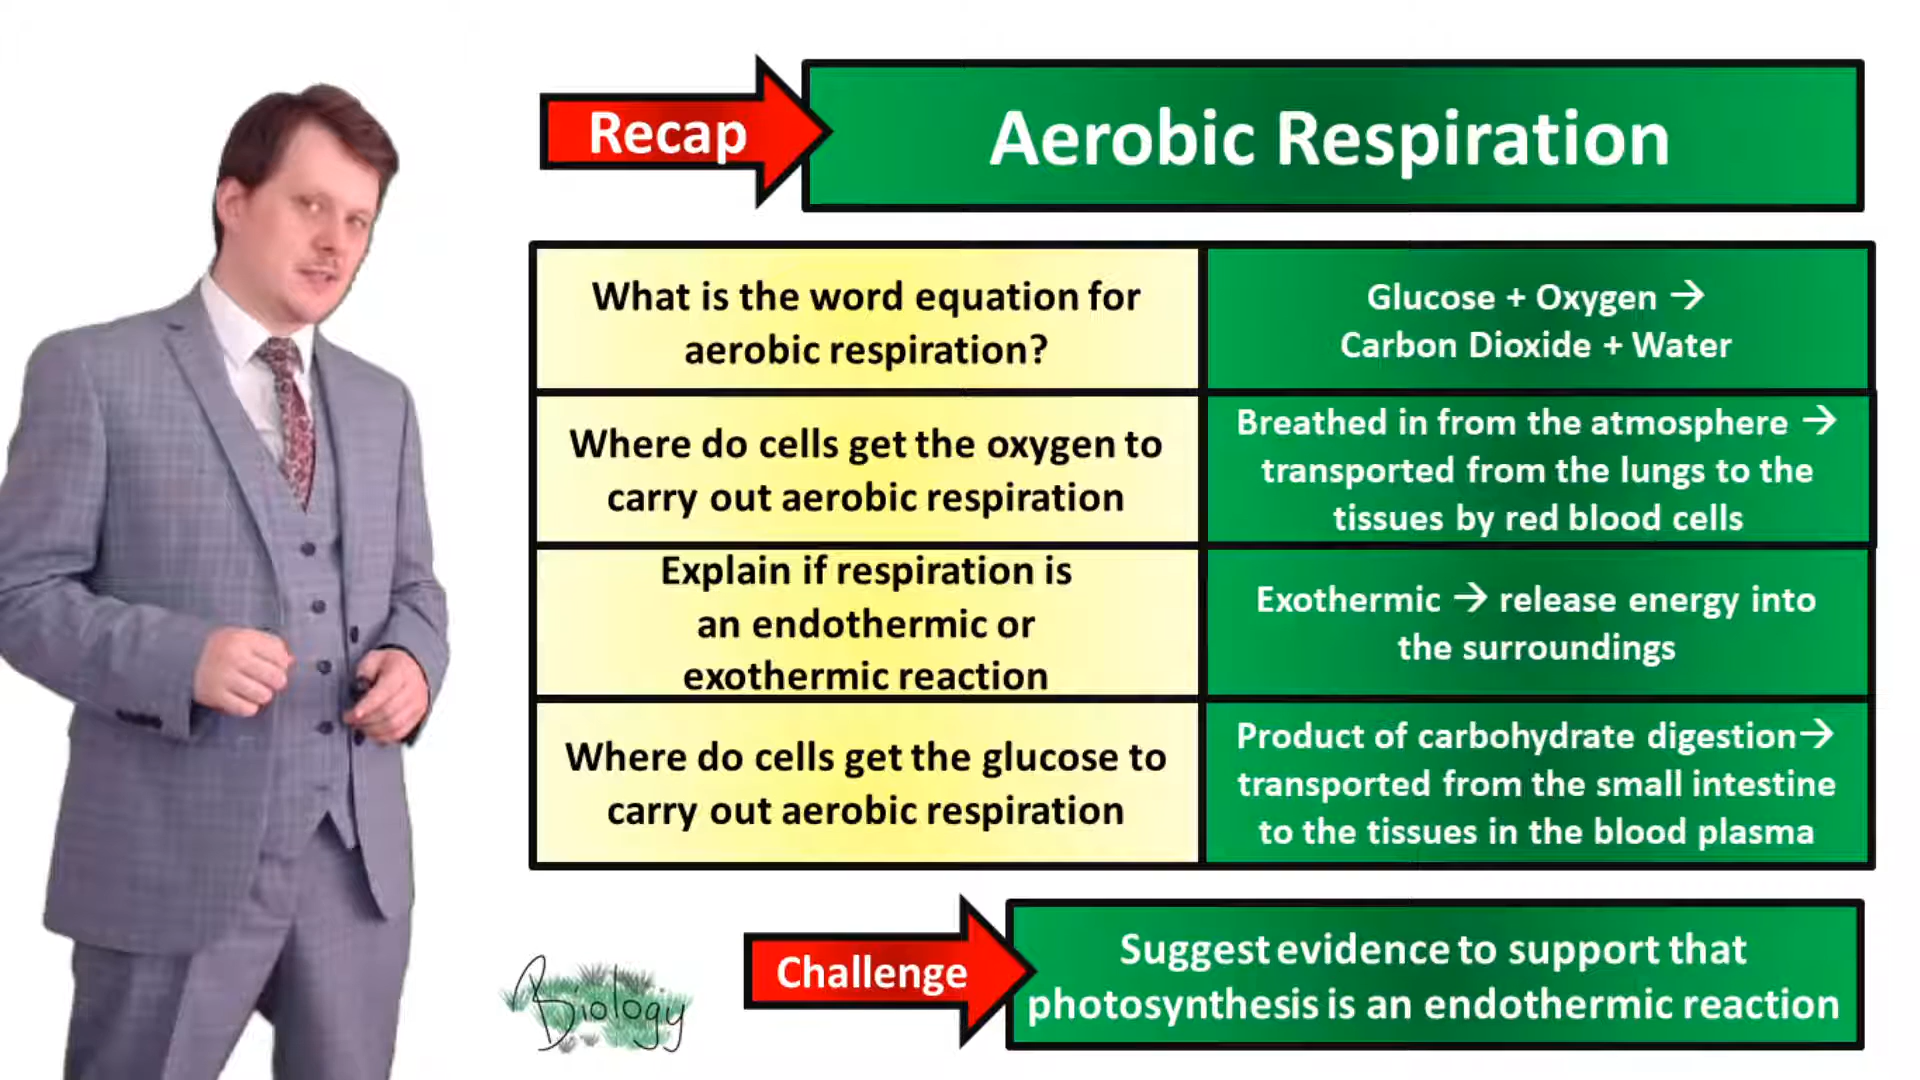 Recap
Aerobic Respiration
What is the word equation for
aerobic respiration?
Glucose + Oxygen →
Carbon Dioxide + Water
Where do cells get the oxygen to
carry out aerobic respiration
Breathed in from the atmosphere →
transported from the lungs to the
tissues by red blood cells
Explain if respiration is
an endothermic or
exothermic reaction
Exothermic → release energy into
the surroundings
Where do cells get the glucose to
carry out aerobic respiration
Product of carbohydrate digestion→
transported from the small intestine
to the tissues in the blood plasma
Biology
Challenge
Suggest evidence to support that
photosynthesis is an endothermic reaction